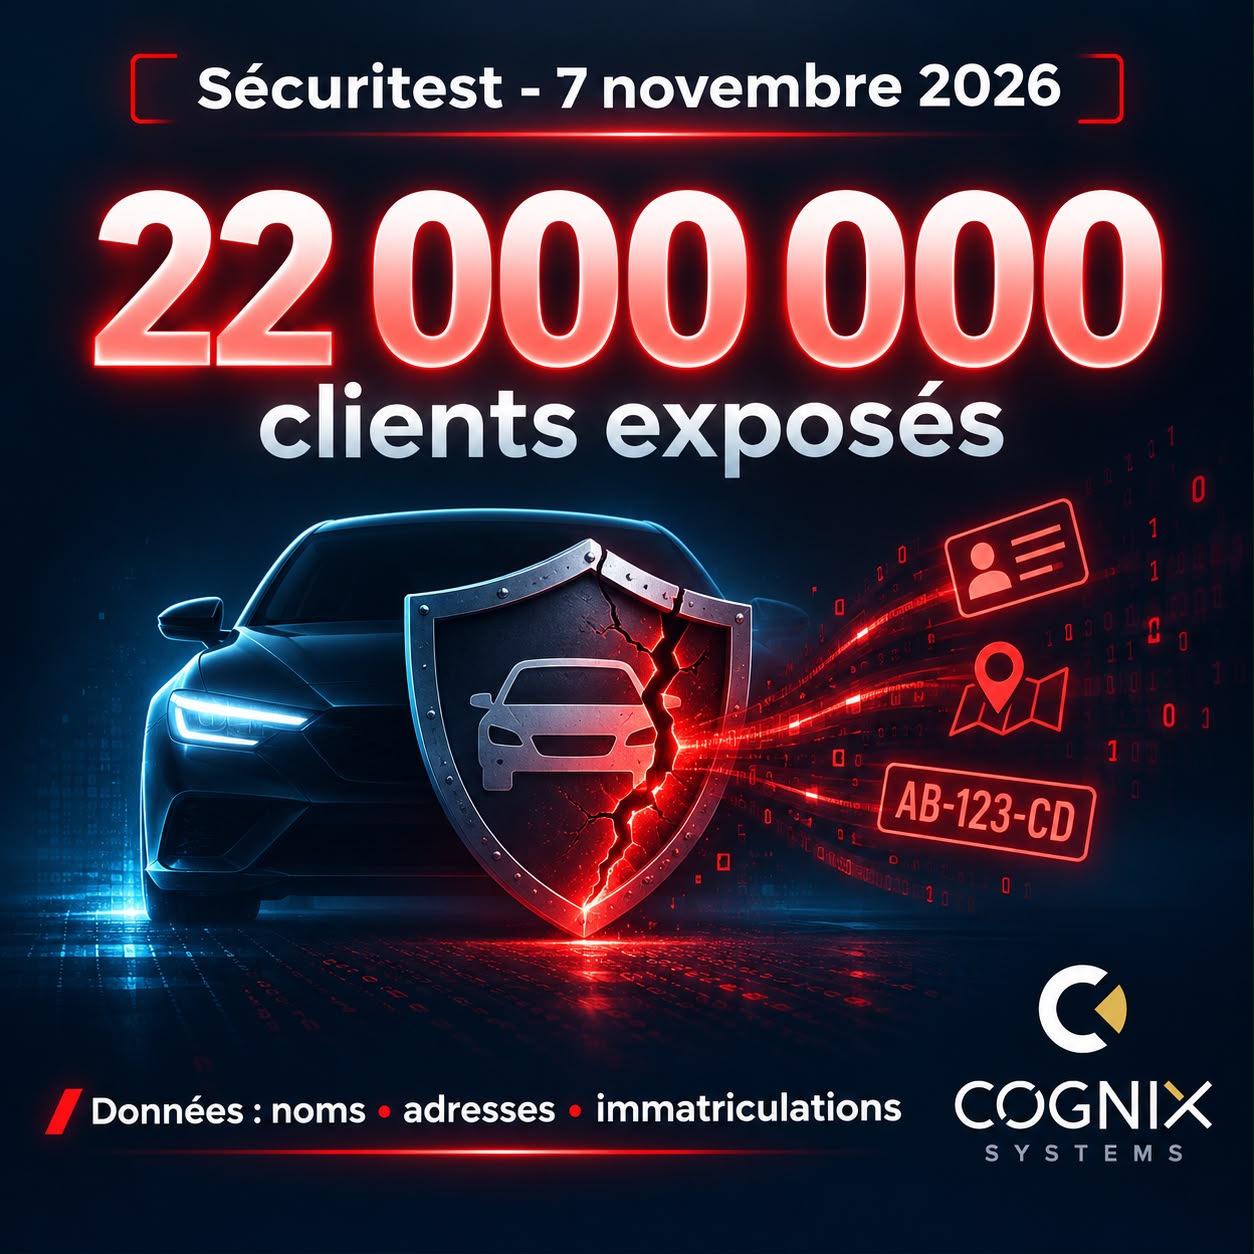 Sécuritest - 7 novembre 2026
22 000 000
clients exposés
AB-123-CD
Données : noms • adresses • immatriculations
COGNIX
SYSTEMS